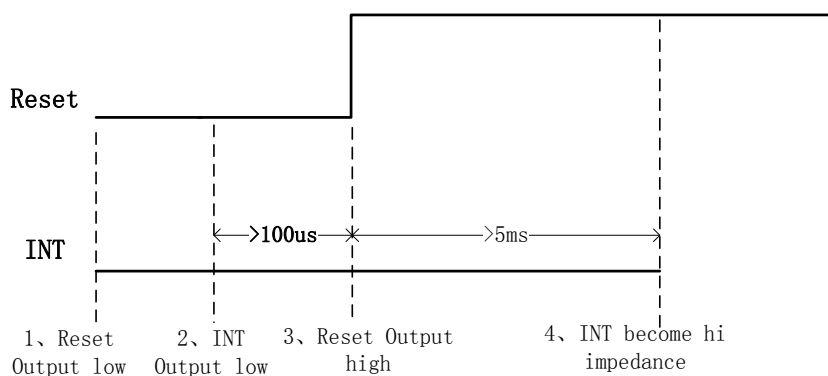 Reset
>100us
>5ms
INT
1、Reset
Output low
2、INT
Output low
3、Reset Output
high
4、INT become hi
impedance